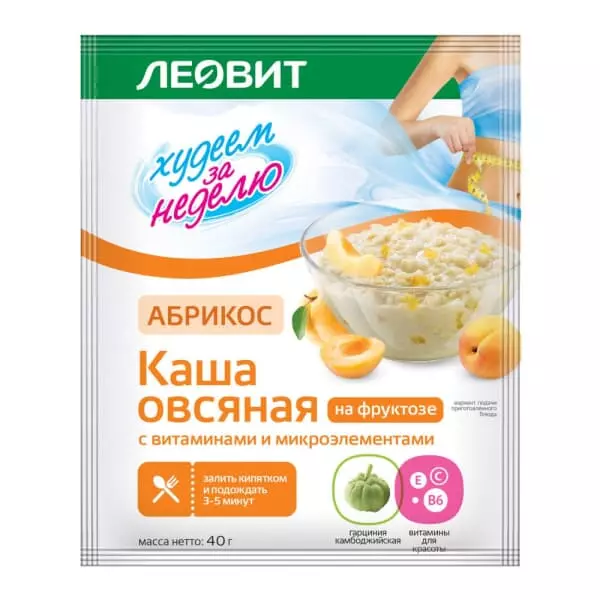 ЛЕОВИТ
худеем
за
неделю
АБРИКОС
Каша
овсяная
на фруктозе
с витаминами и микроэлементами
вариант подачи
приготовленного
блюда
залить кипятком
и подождать
3-5 минут
E C
B6
гарциния
камбоджийская
витамины
для
красоты
масса нетто: 40 г